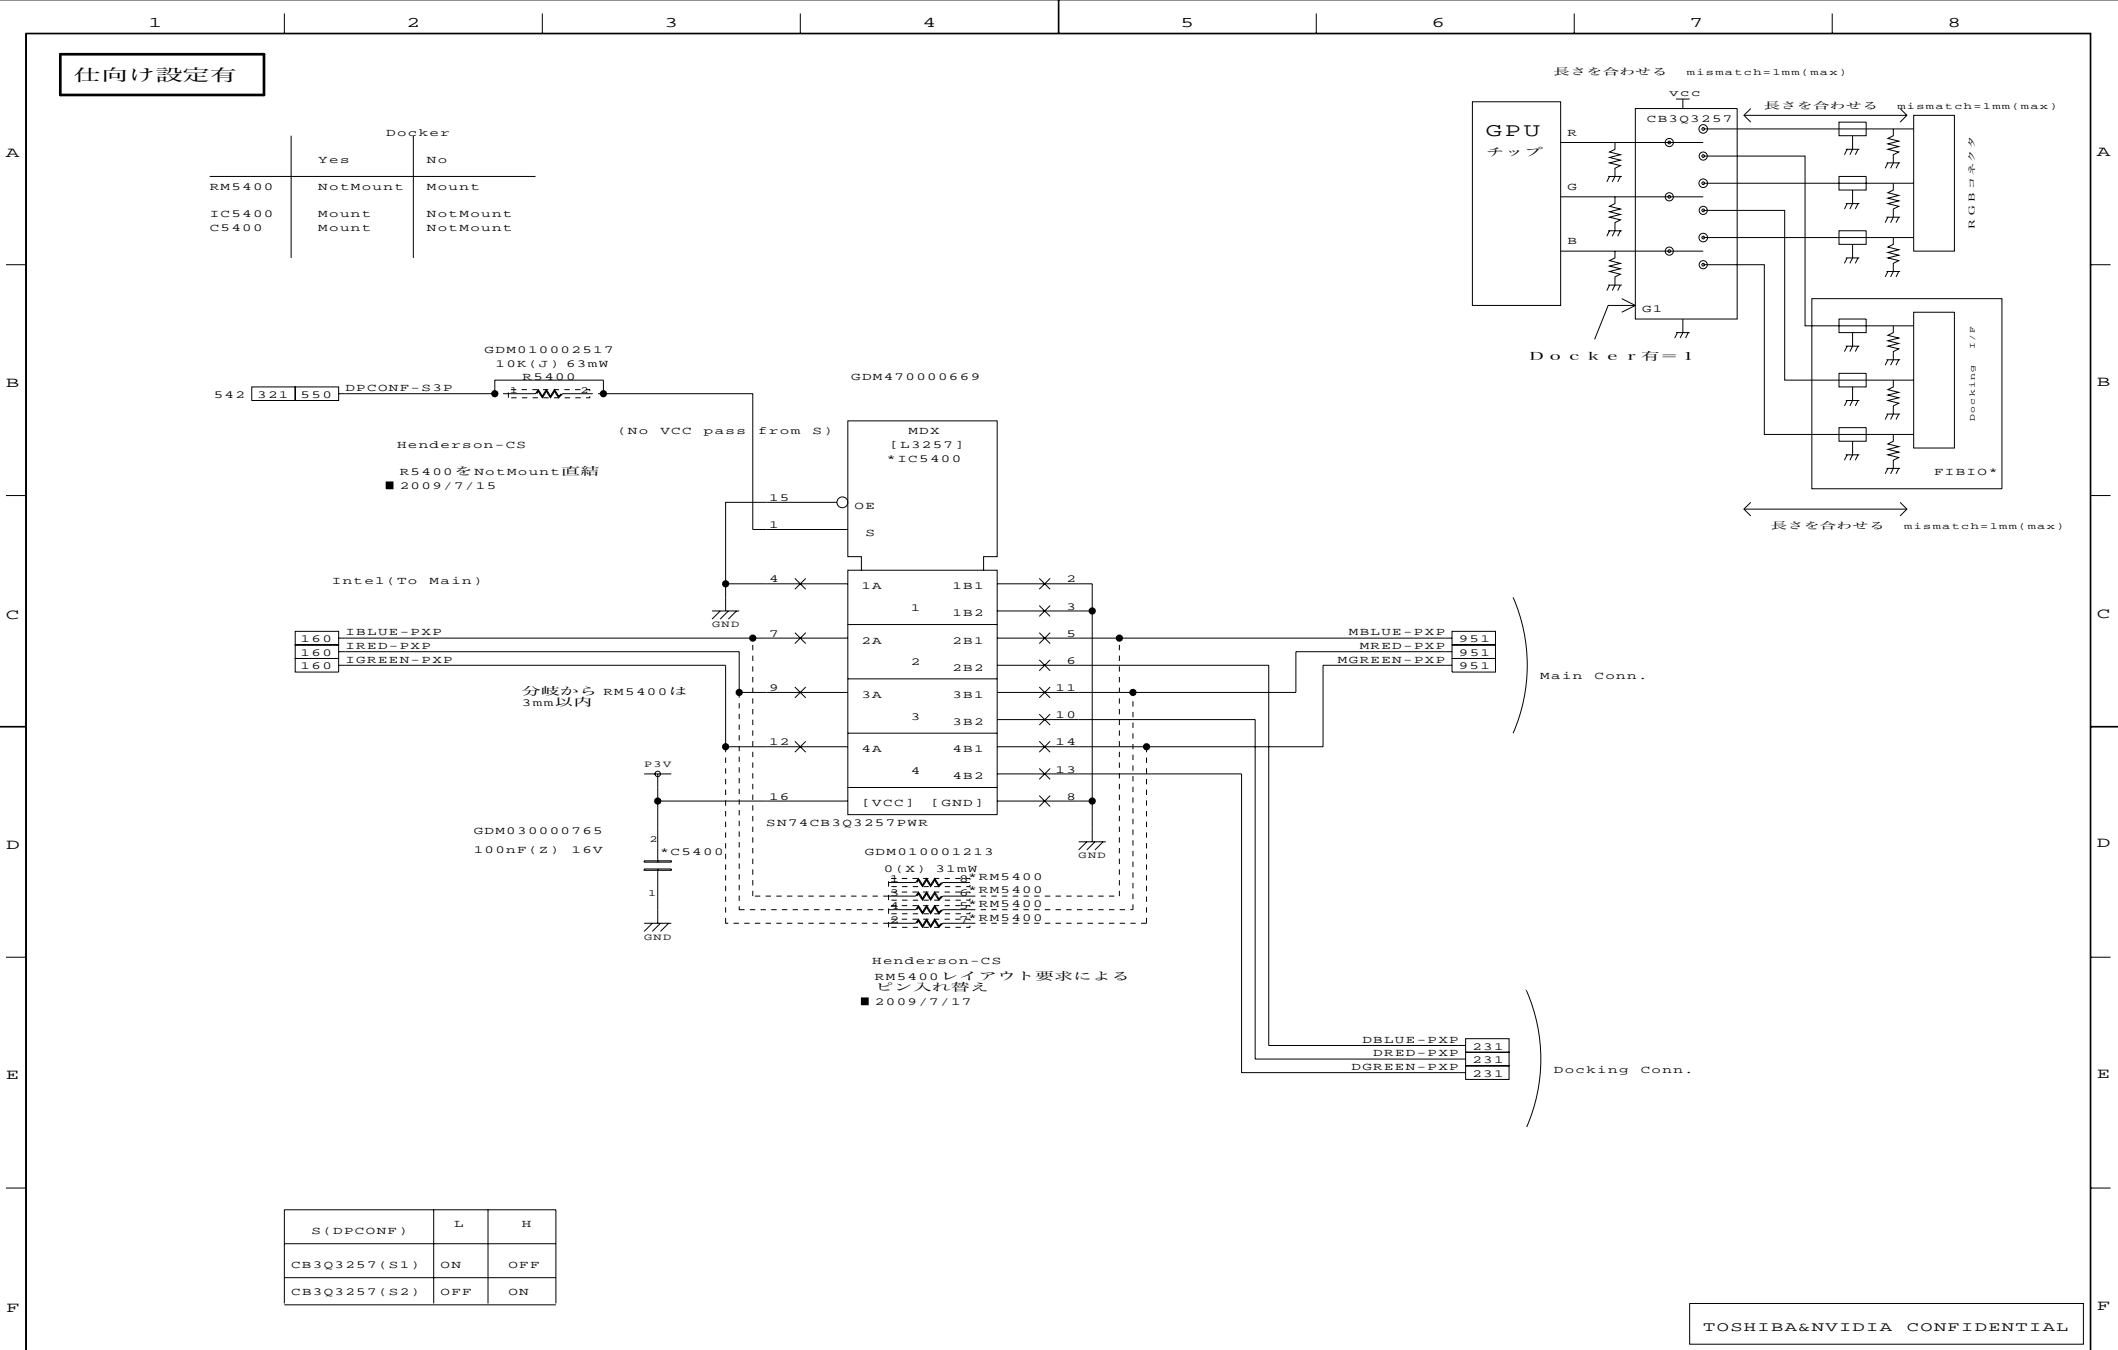 1 2 3 4 5 6 7 8
仕向け設定有
Docker
Yes No
RM5400 NotMount Mount
IC5400 Mount NotMount
C5400 Mount NotMount
長さを合わせる mismatch=1mm(max)
長さを合わせる mismatch=1mm(max)
VCC
CB3Q3257
GPU
チップ
R
G
B
G1
RGBコネクタ
Docker有=1
Docking I/F
FIBIO*
長さを合わせる mismatch=1mm(max)
A
A
B
B
C
C
D
D
E
E
F
F
GDM010002517
10K(J) 63mW
R5400
1 2
542 321 550 DPCONF-S3P
Henderson-CS
R5400をNotMount直結
■ 2009/7/15
(No VCC pass from S)
GDM470000669
MDX
[L3257]
*IC5400
15 OE
1 S
Intel(To Main)
GND
4 1A 1B1 2
1 1B2 3
7 2A 2B1 5
2 2B2 6
9 3A 3B1 11
3 3B2 10
12 4A 4B1 14
4 4B2 13
16 [VCC] [GND] 8
SN74CB3Q3257PWR
160 IBLUE-PXP
160 IRED-PXP
160 IGREEN-PXP
分岐から RM5400は
3mm以内
MBLUE-PXP 951
MRED-PXP 951
MGREEN-PXP 951
Main Conn.
P3V
GDM030000765
100nF(Z) 16V
2
*C5400
1
GND
GND
GDM010001213
0(X) 31mW
1 8 *RM5400
3 6 *RM5400
4 5 *RM5400
2 7 *RM5400
Henderson-CS
RM5400レイアウト要求による
ピン入れ替え
■ 2009/7/17
DBLUE-PXP 231
DRED-PXP 231
DGREEN-PXP 231
Docking Conn.
S(DPCONF) L H
CB3Q3257(S1) ON OFF
CB3Q3257(S2) OFF ON
TOSHIBA&NVIDIA CONFIDENTIAL